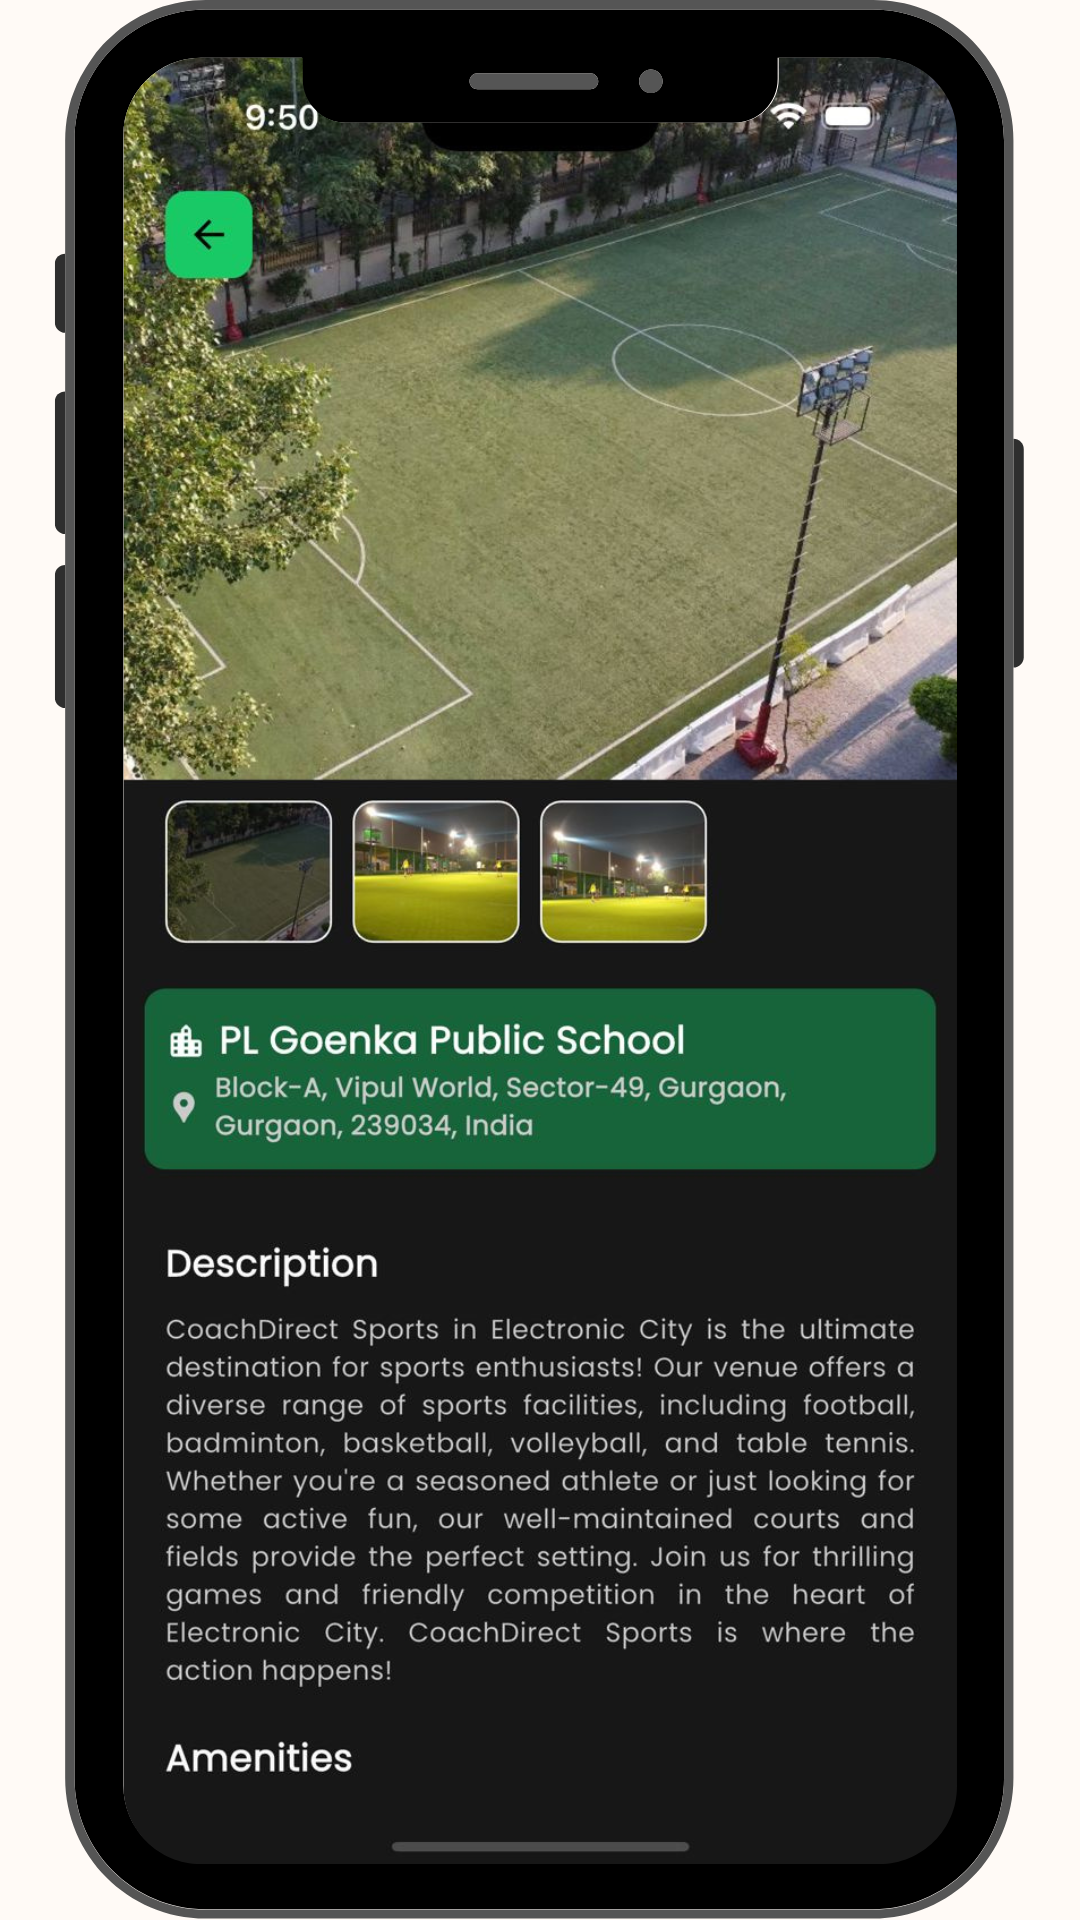 9:50
PL Goenka Public School
Block-A, Vipul World, Sector-49, Gurgaon,
Gurgaon, 239034, India
Description
CoachDirect Sports in Electronic City is the ultimate
destination for sports enthusiasts! Our venue offers a
diverse range of sports facilities, including football,
badminton, basketball, volleyball, and table tennis.
Whether you're a seasoned athlete or just looking for
some active fun, our well-maintained courts and
fields provide the perfect setting. Join us for thrilling
games and friendly competition in the heart of
Electronic City. CoachDirect Sports is where the
action happens!
Amenities